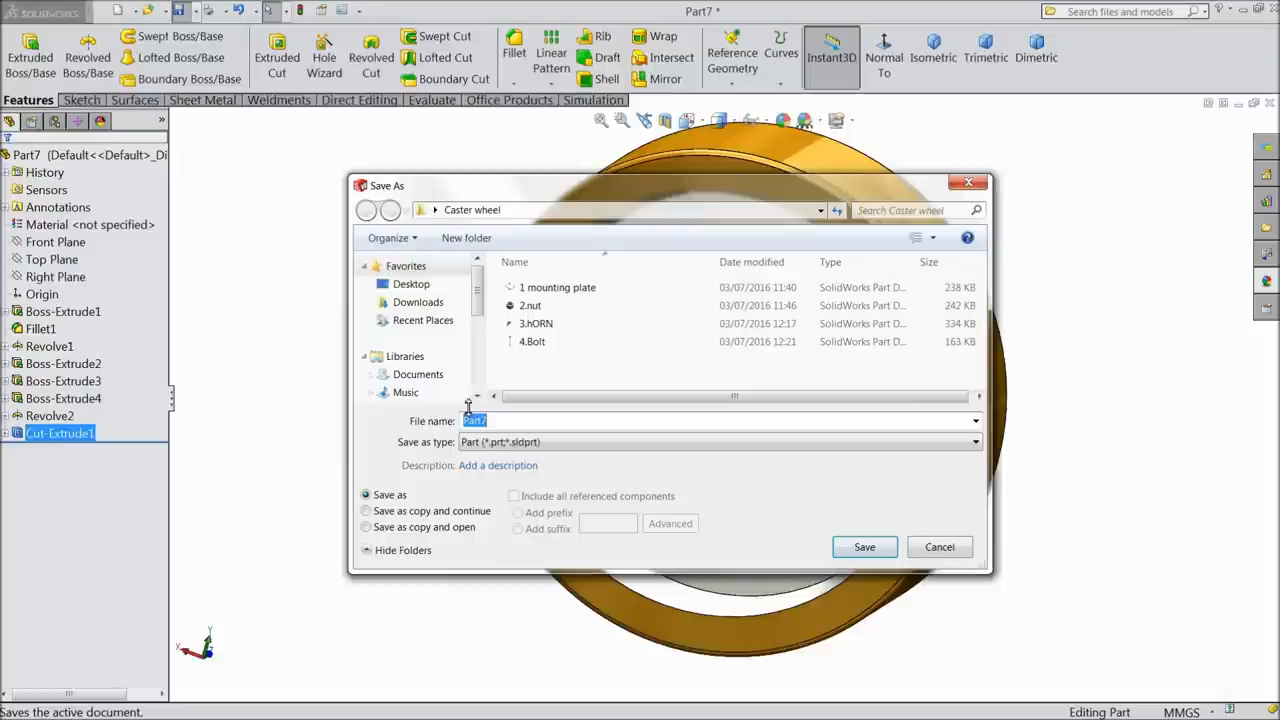 SOLIDWORKS
Part7 *
Search files and models
Extruded Boss/Base
Revolved Boss/Base
Swept Boss/Base
Lofted Boss/Base
Boundary Boss/Base
Extruded Cut
Hole Wizard
Revolved Cut
Swept Cut
Lofted Cut
Boundary Cut
Fillet
Linear Pattern
Rib
Draft
Shell
Wrap
Intersect
Mirror
Reference Geometry
Curves
Instant3D
Normal To
Isometric
Trimetric
Dimetric
Features Sketch Surfaces Sheet Metal Weldments Direct Editing Evaluate Office Products Simulation
»
Part7 (Default<<Default>_Di
History
Sensors
Annotations
Material <not specified>
Front Plane
Top Plane
Right Plane
Origin
Boss-Extrude1
Fillet1
Revolve1
Boss-Extrude2
Boss-Extrude3
Boss-Extrude4
Revolve2
Cut-Extrude1
Save As
Caster wheel
Search Caster wheel
Organize
New folder
Favorites
Desktop
Downloads
Recent Places
Libraries
Documents
Music
Name Date modified Type Size
1 mounting plate 03/07/2016 11:40 SolidWorks Part D... 238 KB
2.nut 03/07/2016 11:46 SolidWorks Part D... 242 KB
3.hORN 03/07/2016 12:17 SolidWorks Part D... 334 KB
4.Bolt 03/07/2016 12:21 SolidWorks Part D... 163 KB
File name: Part7
Save as type: Part (*.prt;*.sldprt)
Description: Add a description
Save as
Save as copy and continue
Save as copy and open
Include all referenced components
Add prefix
Add suffix
Advanced
Hide Folders
Save
Cancel
Y
X
Z
Saves the active document.
Editing Part
MMGS